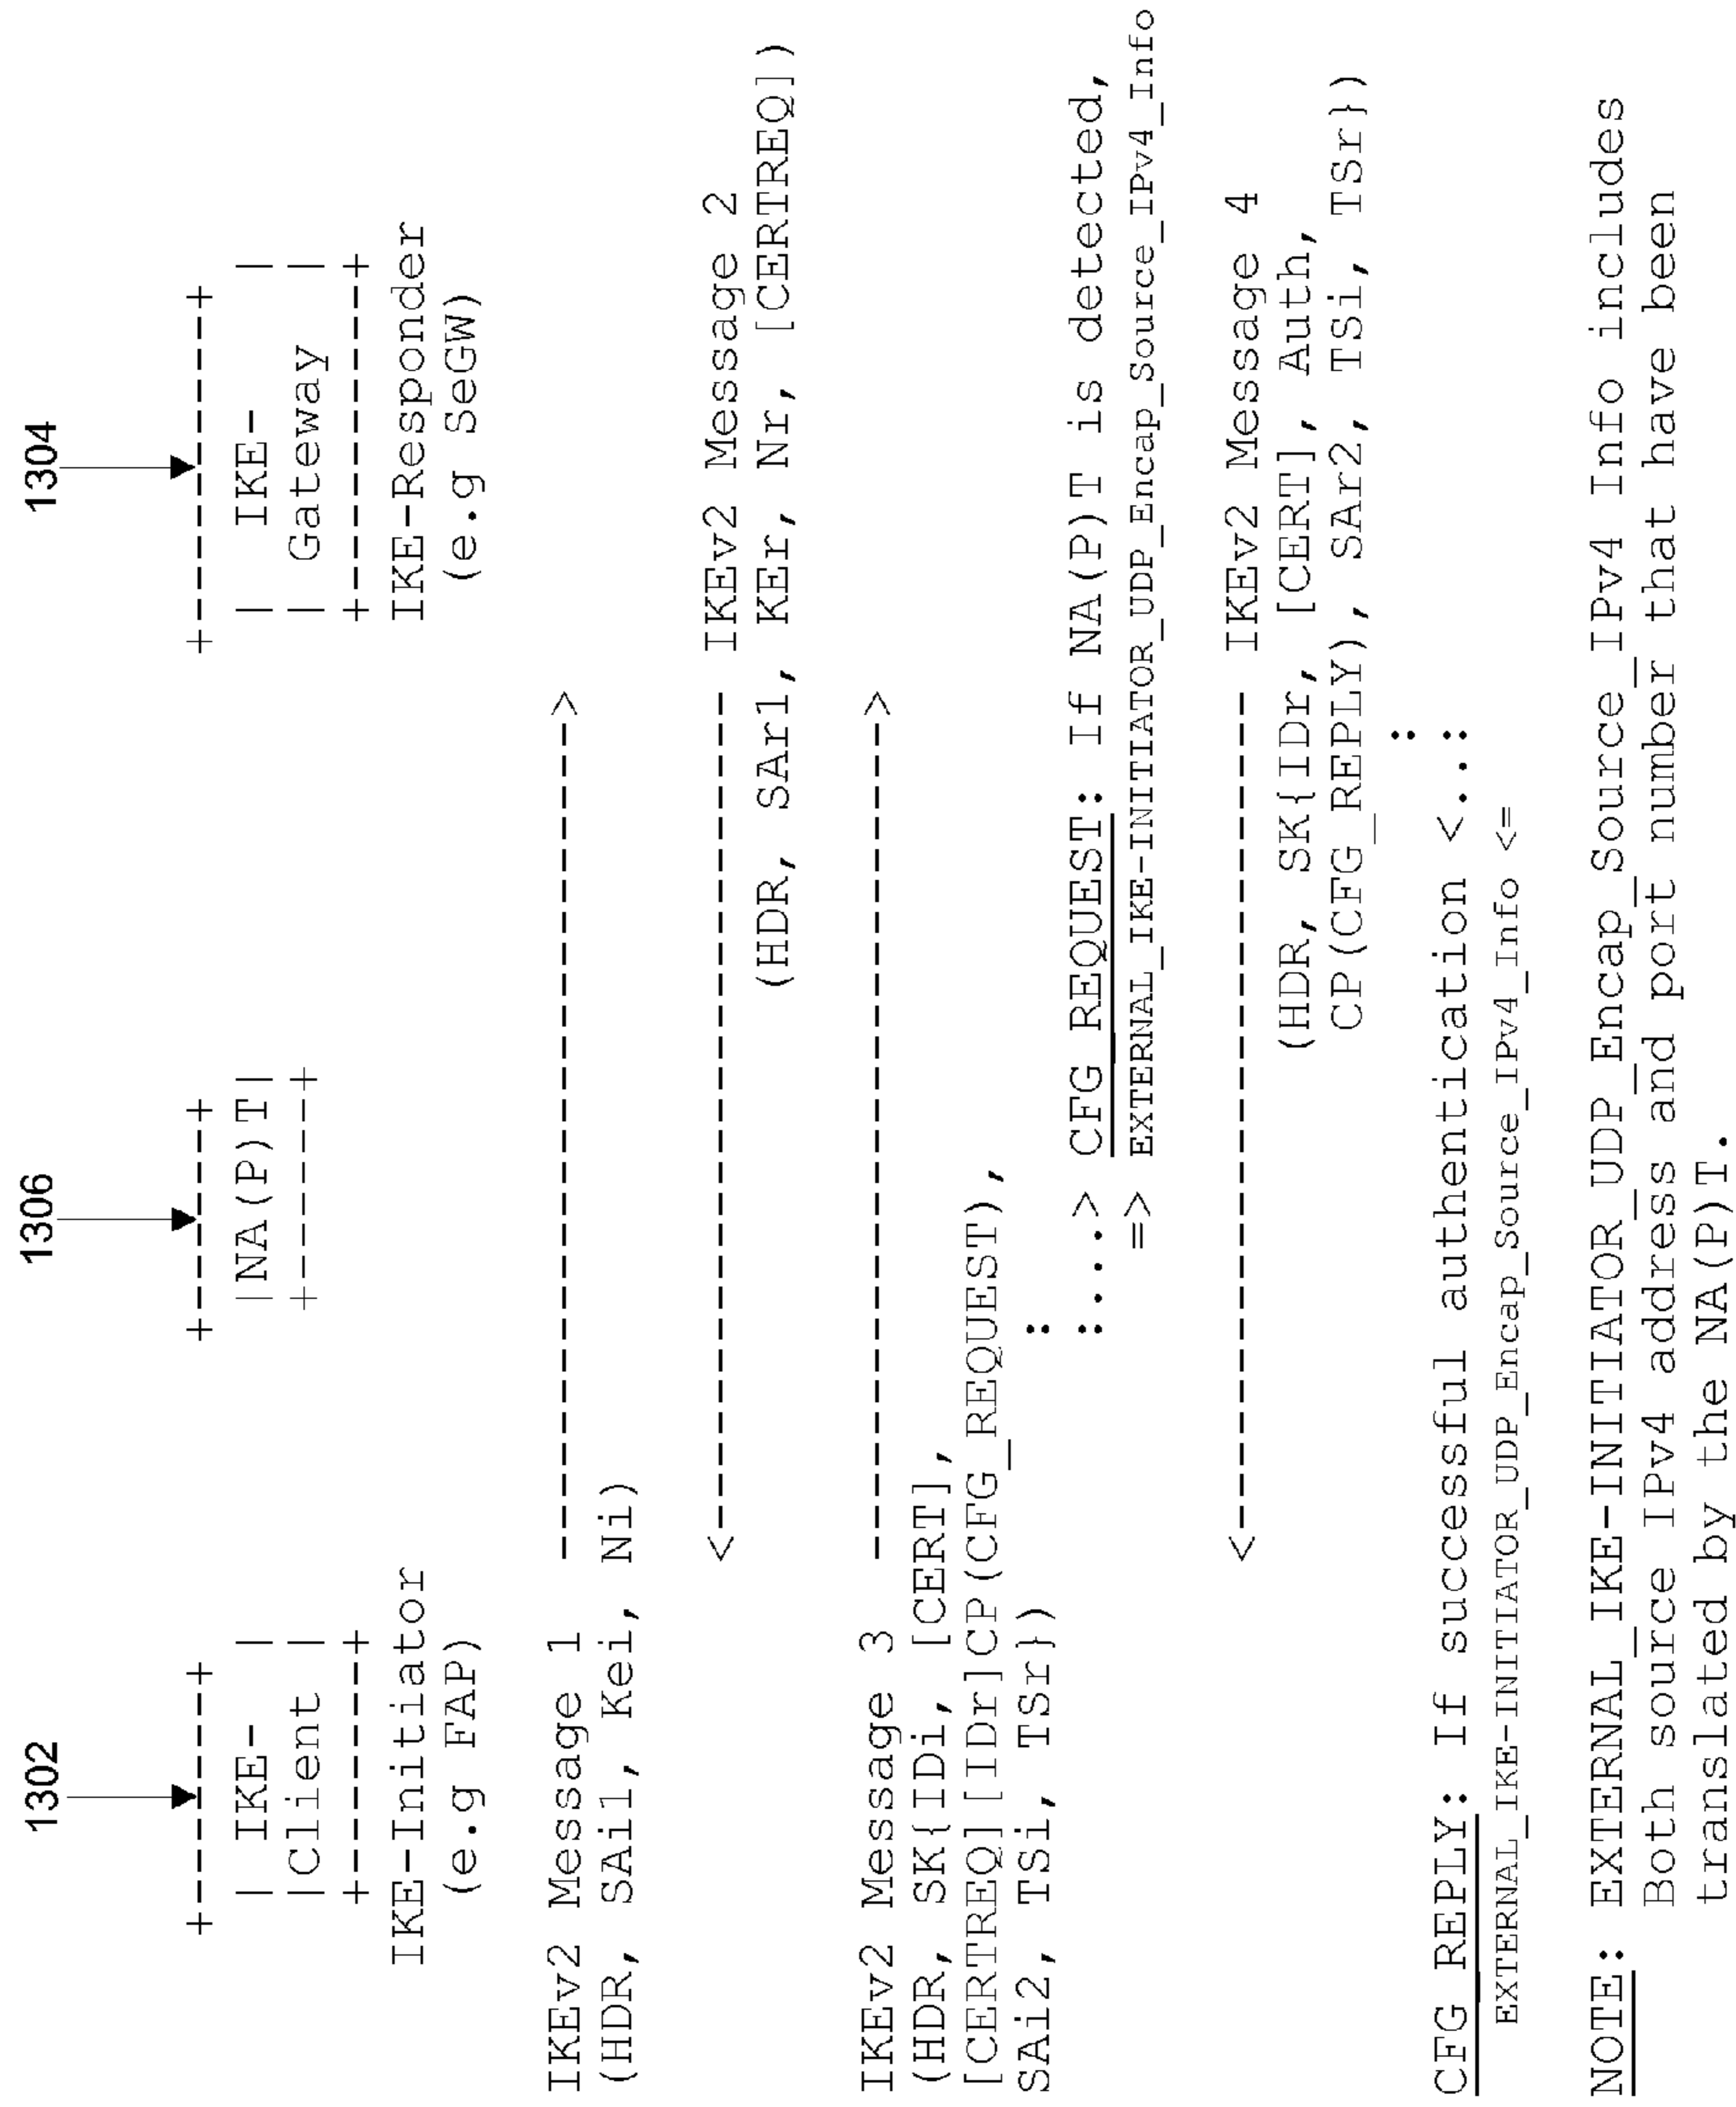 1302 1306 1304
+-----+ +-----+ +--------+
| IKE- | |NA(P)T| | IKE- |
|Client | +------+ | Gateway |
+------+ +---------+
IKE-Initiator IKE-Responder
(e.g FAP) (e.g SeGW)
IKEv2 Message 1 --------------------------->
(HDR, SAi1, Kei, Ni)
<--------------------------- IKEv2 Message 2
(HDR, SAr1, KEr, Nr, [CERTREQ])
IKEv2 Message 3 --------------------------->
(HDR, SK{IDi, [CERT],
[CERTREQ][IDr]CP(CFG_REQUEST),
SAi2, TSi, TSr}) :
:....> CFG_REQUEST: If NA(P)T is detected,
=> EXTERNAL_IKE-INITIATOR_UDP_Encap_Source_IPv4_Info
<--------------------------- IKEv2 Message 4
(HDR, SK{IDr, [CERT], Auth,
CP(CFG_REPLY), SAr2, TSi, TSr})
:
CFG_REPLY: If successful authentication <..:
EXTERNAL_IKE-INITIATOR_UDP_Encap_Source_IPv4_Info <=
NOTE: EXTERNAL_IKE-INITIATOR_UDP_Encap_Source_IPv4 Info includes
Both source IPv4 address and port number that have been
translated by the NA(P)T.